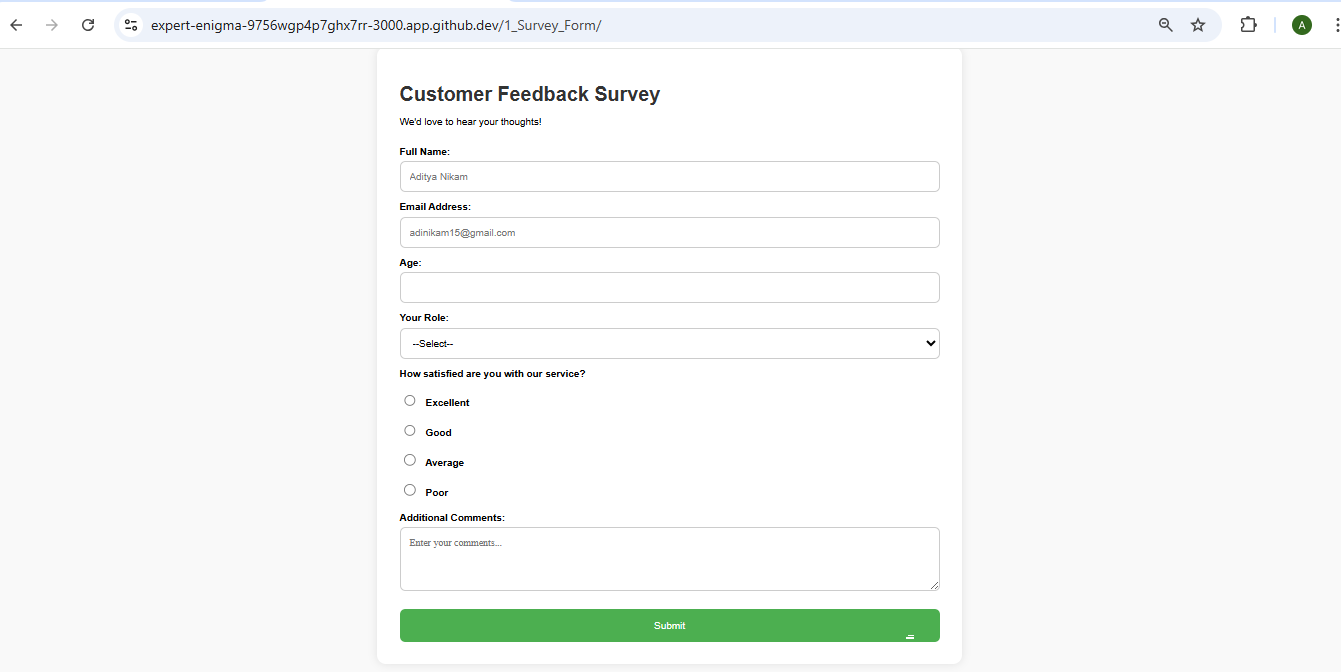 expert-enigma-9756wgp4p7ghx7rr-3000.app.github.dev/1_Survey_Form/
A
Customer Feedback Survey
We'd love to hear your thoughts!
Full Name:
Aditya Nikam
Email Address:
adinikam15@gmail.com
Age:
Your Role:
--Select--
How satisfied are you with our service?
Excellent
Good
Average
Poor
Additional Comments:
Enter your comments...
Submit